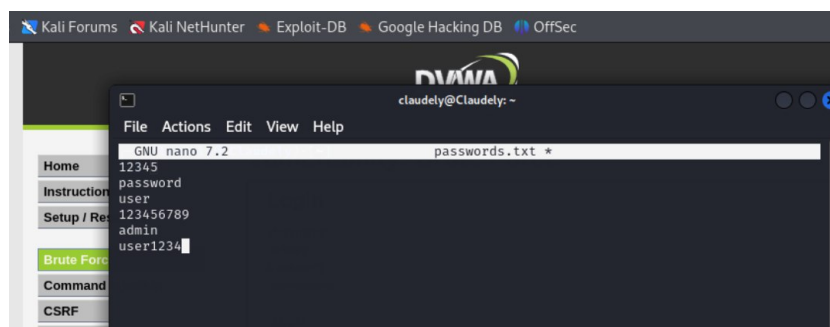 Kali Forums Kali NetHunter Exploit-DB Google Hacking DB OffSec
DVWA
claudely@Claudely: ~
File Actions Edit View Help
GNU nano 7.2 passwords.txt *
12345
password
user
123456789
admin
user1234
Home
Instruction
Setup / Res
Brute Forc
Command
CSRF